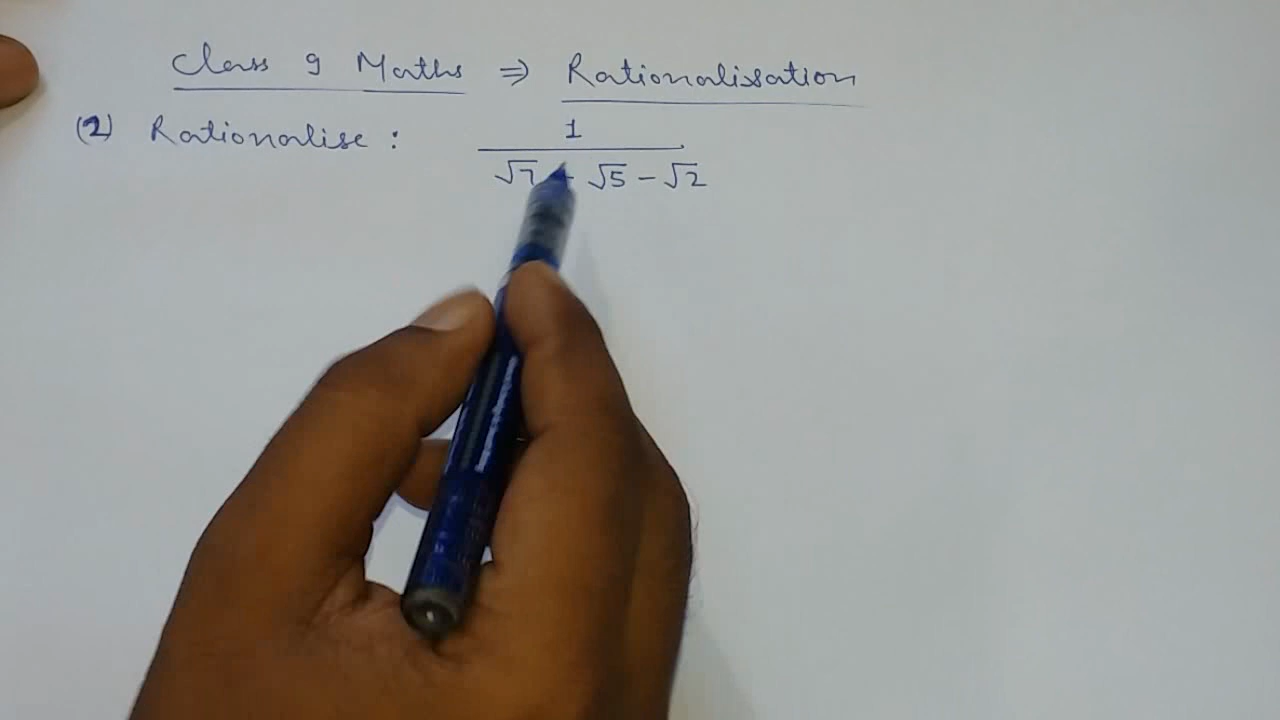 Class 9 Maths ⇒ Rationalisation
(2) Rationalise :
1
√7 + √5 - √2